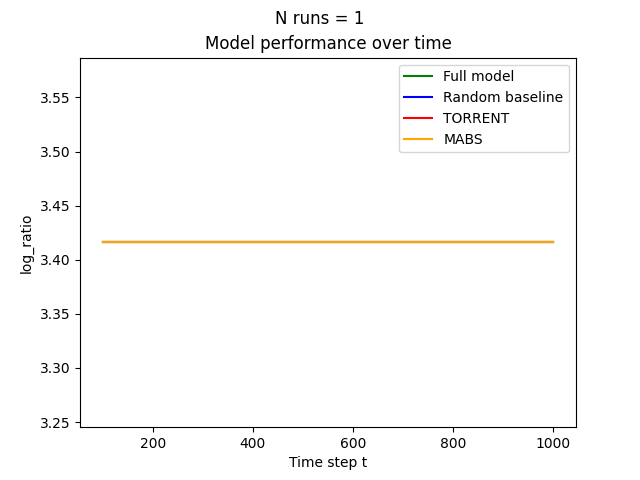 N runs = 1
Model performance over time
Full model
Random baseline
TORRENT
MABS
log_ratio
3.55
3.50
3.45
3.40
3.35
3.30
3.25
200 400 600 800 1000
Time step t